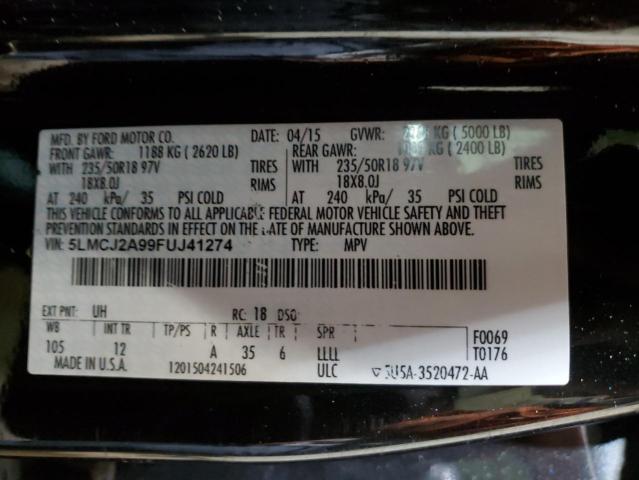 MFD. BY FORD MOTOR CO. DATE: 04/15 GVWR: KG ( 5000 LB)
FRONT GAWR: 1188 KG ( 2620 LB) REAR GAWR: KG ( 2400 LB)
WITH 235/50R18 97V TIRES WITH 235/50R18 97V TIRES
18X8.0J RIMS 18X8.0J RIMS
AT 240 kPa/ 35 PSI COLD AT 240 kPa/ 35 PSI COLD
THIS VEHICLE CONFORMS TO ALL APPLICABLE FEDERAL MOTOR VEHICLE SAFETY AND THEFT
PREVENTION STANDARDS IN EFFECT ON THE DATE OF MANUFACTURE SHOWN ABOVE.
VIN: 5LMCJ2A99FUJ41274 TYPE: MPV
EXT PNT: UH RC: 18 DSO:
WB INT TR TP/PS R AXLE TR SPR F0069
105 12 A 35 6 LLLL T0176
MADE IN U.S.A. 1201504241506 ULC 5U5A-3520472-AA